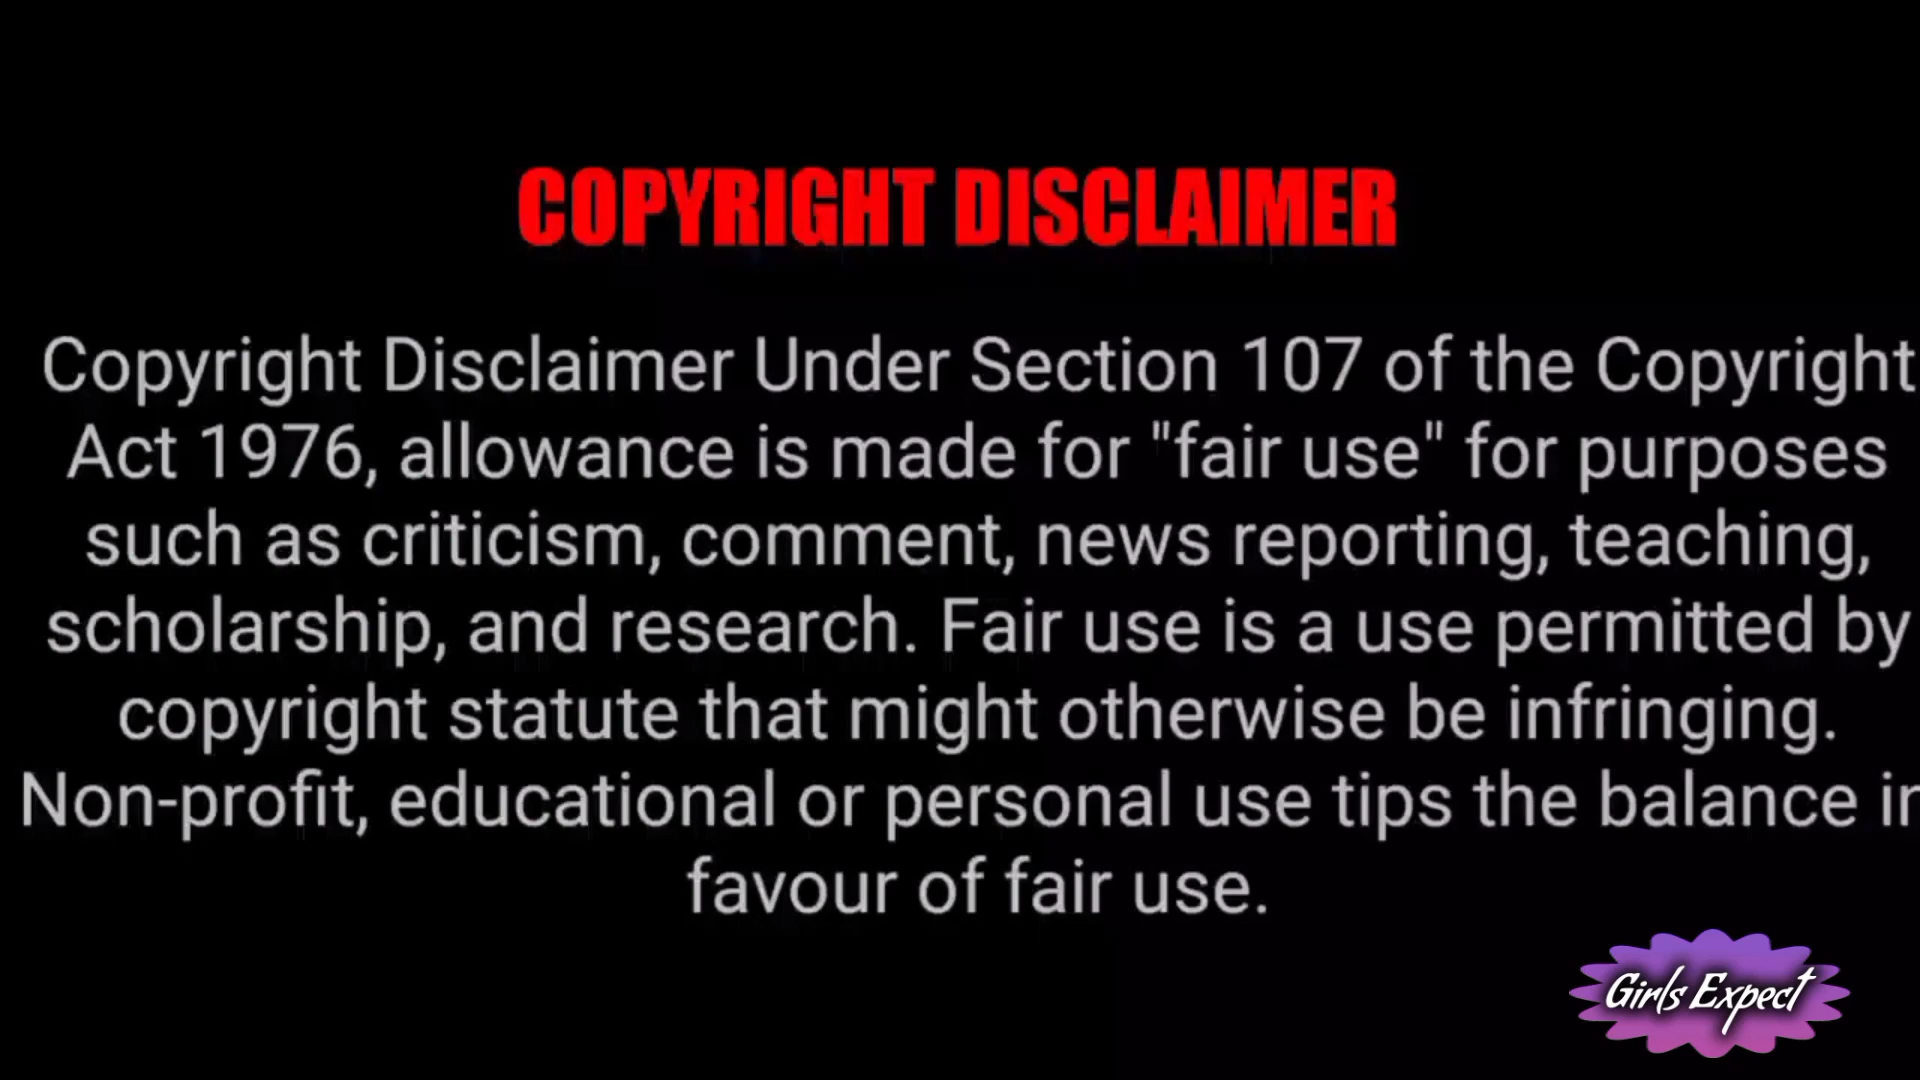 COPYRIGHT DISCLAIMER
Copyright Disclaimer Under Section 107 of the Copyright
Act 1976, allowance is made for "fair use" for purposes
such as criticism, comment, news reporting, teaching,
scholarship, and research. Fair use is a use permitted by
copyright statute that might otherwise be infringing.
Non-profit, educational or personal use tips the balance in
favour of fair use.
Girls Expect